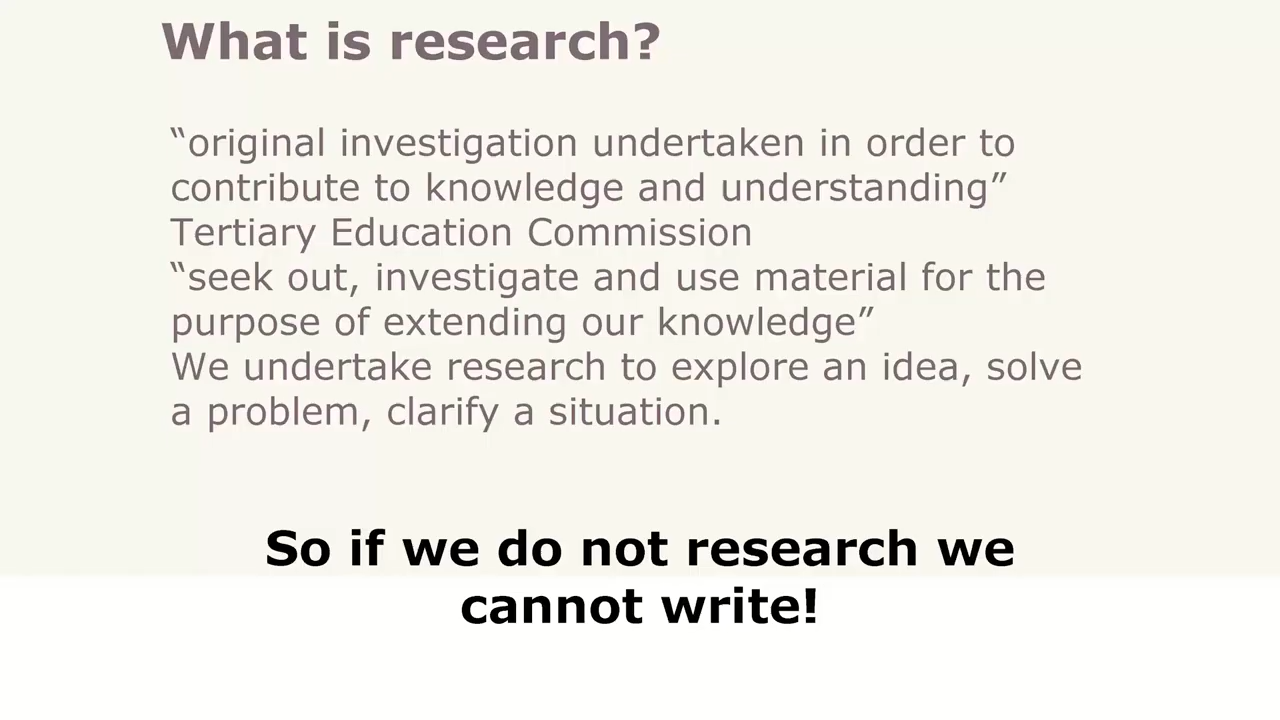 What is research?
“original investigation undertaken in order to
contribute to knowledge and understanding”
Tertiary Education Commission
“seek out, investigate and use material for the
purpose of extending our knowledge”
We undertake research to explore an idea, solve
a problem, clarify a situation.
So if we do not research we
cannot write!